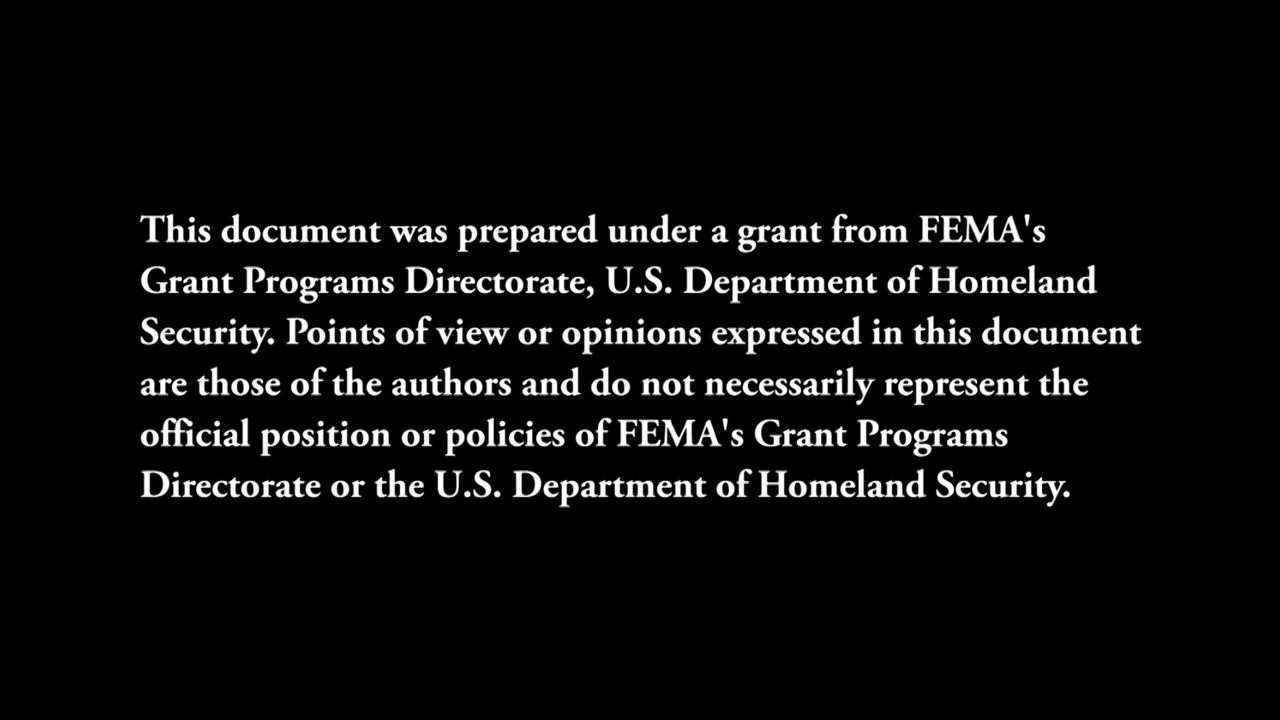 This document was prepared under a grant from FEMA's
Grant Programs Directorate, U.S. Department of Homeland
Security. Points of view or opinions expressed in this document
are those of the authors and do not necessarily represent the
official position or policies of FEMA's Grant Programs
Directorate or the U.S. Department of Homeland Security.